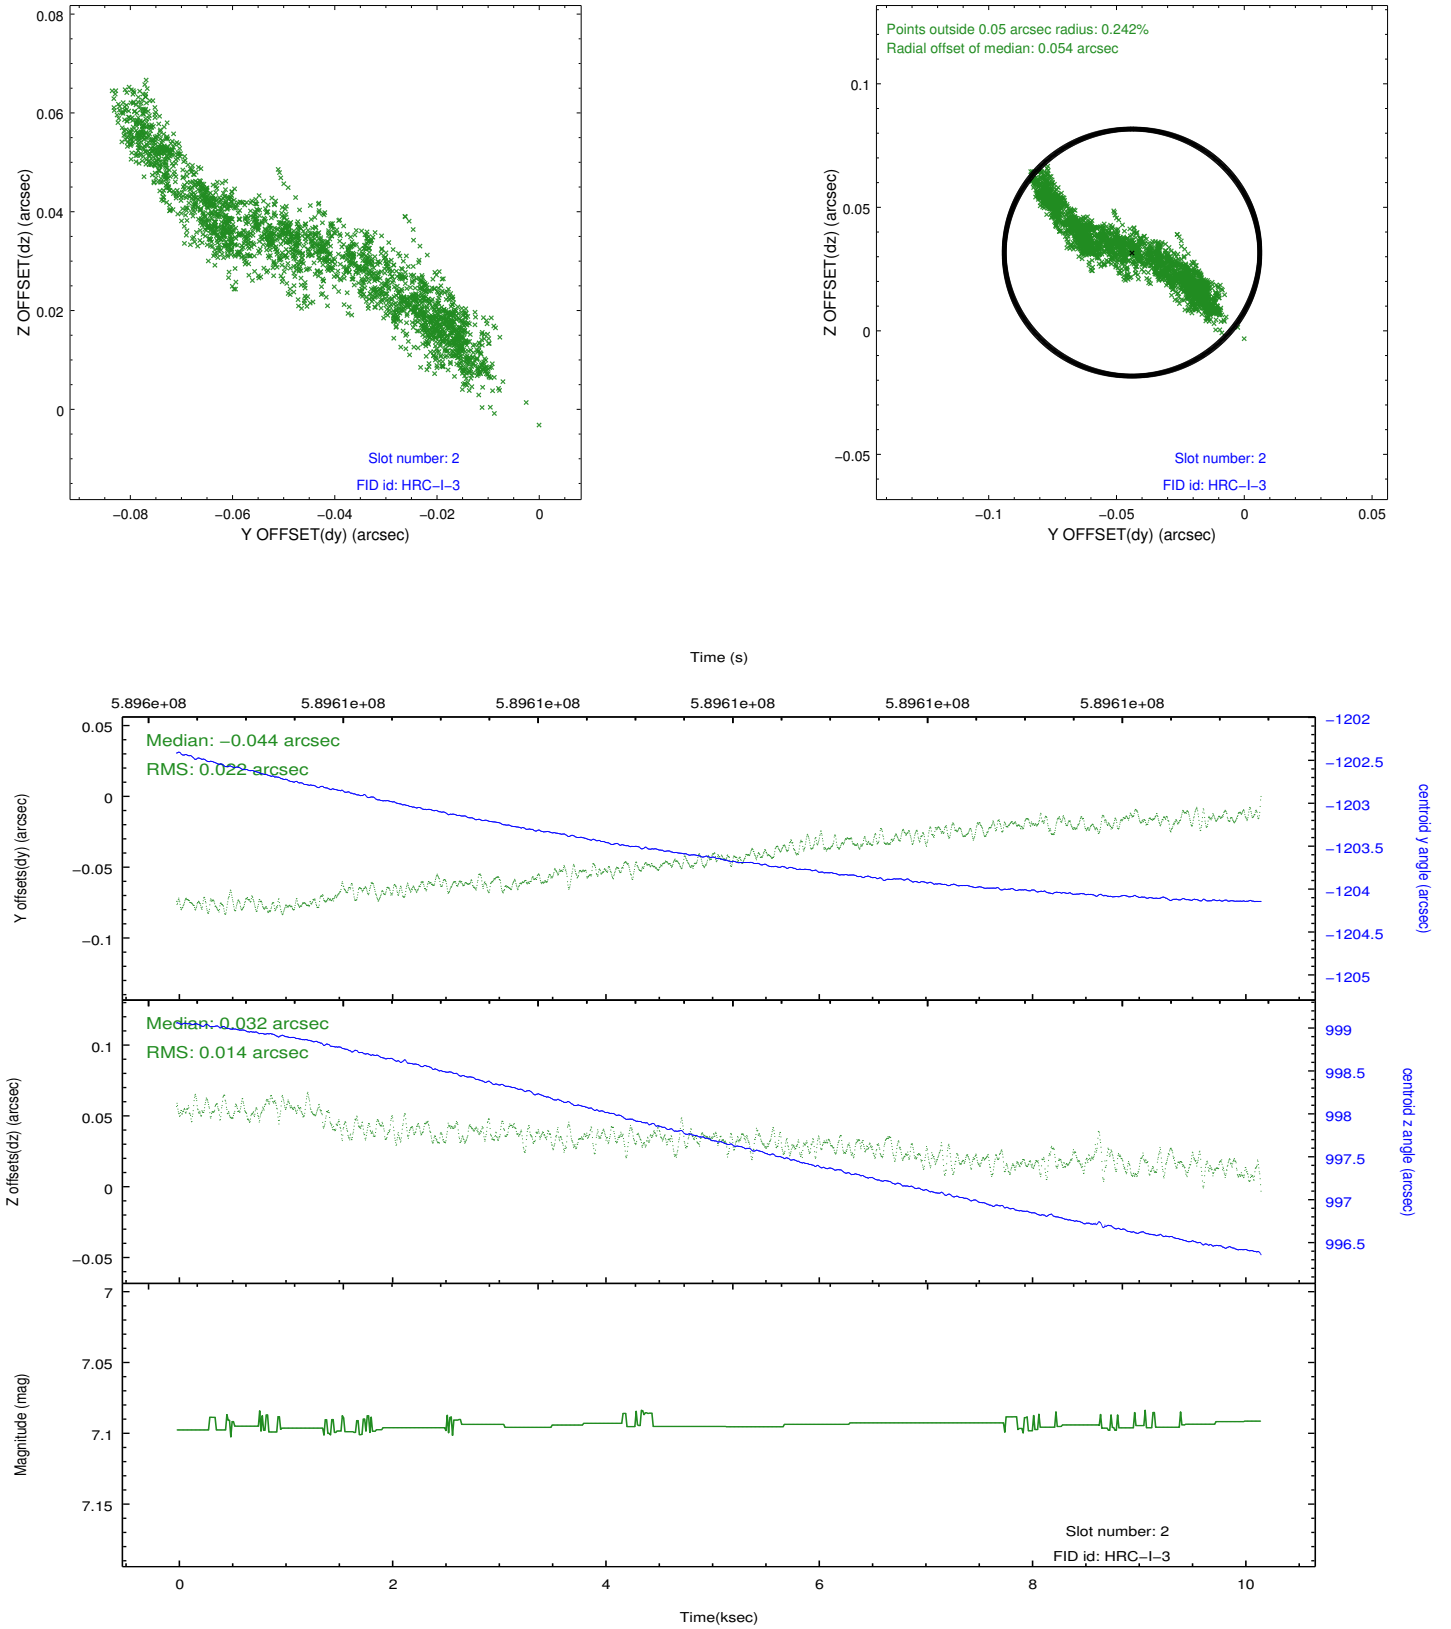 0.08
0.06
0.04
0.02
0
−0.08
−0.06
−0.04
−0.02
0
Z OFFSET(dz) (arcsec)
Y OFFSET(dy) (arcsec)
Slot number: 2
FID id: HRC−I−3
Points outside 0.05 arcsec radius: 0.242%
Radial offset of median: 0.054 arcsec
0.1
0.05
0
−0.05
−0.1
−0.05
0
0.05
Z OFFSET(dz) (arcsec)
Y OFFSET(dy) (arcsec)
Slot number: 2
FID id: HRC−I−3
Time (s)
5.896e+08
5.8961e+08
5.8961e+08
5.8961e+08
5.8961e+08
5.8961e+08
Median: −0.044 arcsec
RMS: 0.022 arcsec
0.05
0
−0.05
−0.1
Y offsets(dy) (arcsec)
−1202
−1202.5
−1203
−1203.5
−1204
−1204.5
−1205
centroid y angle (arcsec)
Median: 0.032 arcsec
RMS: 0.014 arcsec
0.1
0.05
0
−0.05
Z offsets(dz) (arcsec)
999
998.5
998
997.5
997
996.5
centroid z angle (arcsec)
7
7.05
7.1
7.15
Magnitude (mag)
Slot number: 2
FID id: HRC−I−3
0
2
4
6
8
10
Time(ksec)